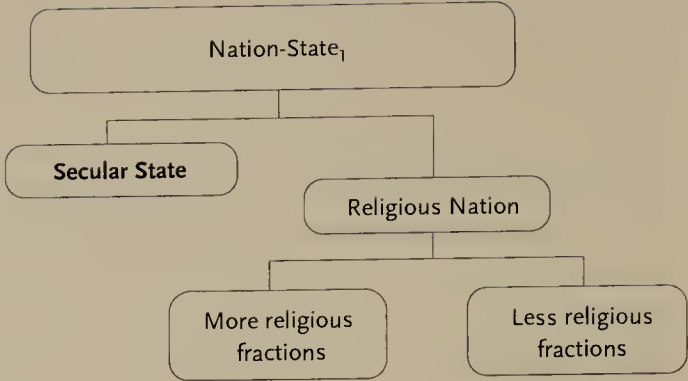 Nation-State₁
Secular State
Religious Nation
More religious
fractions
Less religious
fractions